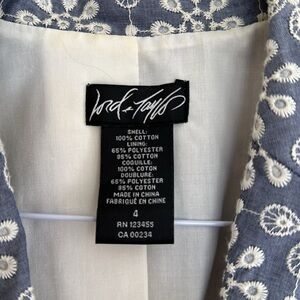 Lord & Taylor
SHELL:
100% COTTON
LINING:
65% POLYESTER
35% COTTON
COQUILLE:
100% COTON
DOUBLURE:
65% POLYESTER
35% COTON
MADE IN CHINA
FABRIQUÉ EN CHINE
4
RN 123455
CA 00234